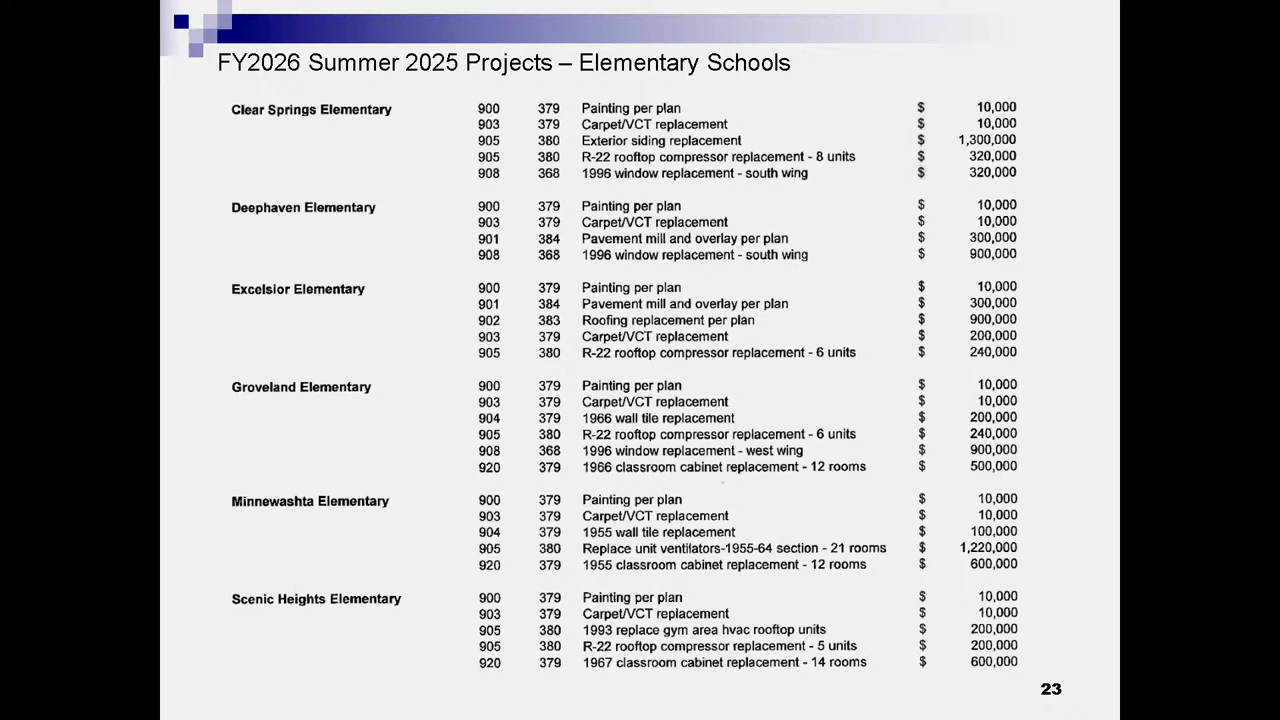 FY2026 Summer 2025 Projects – Elementary Schools
Clear Springs Elementary 900 379 Painting per plan $ 10,000
903 379 Carpet/VCT replacement $ 10,000
905 380 Exterior siding replacement $ 1,300,000
905 380 R-22 rooftop compressor replacement - 8 units $ 320,000
908 368 1996 window replacement - south wing $ 320,000
Deephaven Elementary 900 379 Painting per plan $ 10,000
903 379 Carpet/VCT replacement $ 10,000
901 384 Pavement mill and overlay per plan $ 300,000
908 368 1996 window replacement - south wing $ 900,000
Excelsior Elementary 900 379 Painting per plan $ 10,000
901 384 Pavement mill and overlay per plan $ 300,000
902 383 Roofing replacement per plan $ 900,000
903 379 Carpet/VCT replacement $ 200,000
905 380 R-22 rooftop compressor replacement - 6 units $ 240,000
Groveland Elementary 900 379 Painting per plan $ 10,000
903 379 Carpet/VCT replacement $ 10,000
904 379 1966 wall tile replacement $ 200,000
905 380 R-22 rooftop compressor replacement - 6 units $ 240,000
908 368 1996 window replacement - west wing $ 900,000
920 379 1966 classroom cabinet replacement - 12 rooms $ 500,000
Minnewashta Elementary 900 379 Painting per plan $ 10,000
903 379 Carpet/VCT replacement $ 10,000
904 379 1955 wall tile replacement $ 100,000
905 380 Replace unit ventilators-1955-64 section - 21 rooms $ 1,220,000
920 379 1955 classroom cabinet replacement - 12 rooms $ 600,000
Scenic Heights Elementary 900 379 Painting per plan $ 10,000
903 379 Carpet/VCT replacement $ 10,000
905 380 1993 replace gym area hvac rooftop units $ 200,000
905 380 R-22 rooftop compressor replacement - 5 units $ 200,000
920 379 1967 classroom cabinet replacement - 14 rooms $ 600,000
23